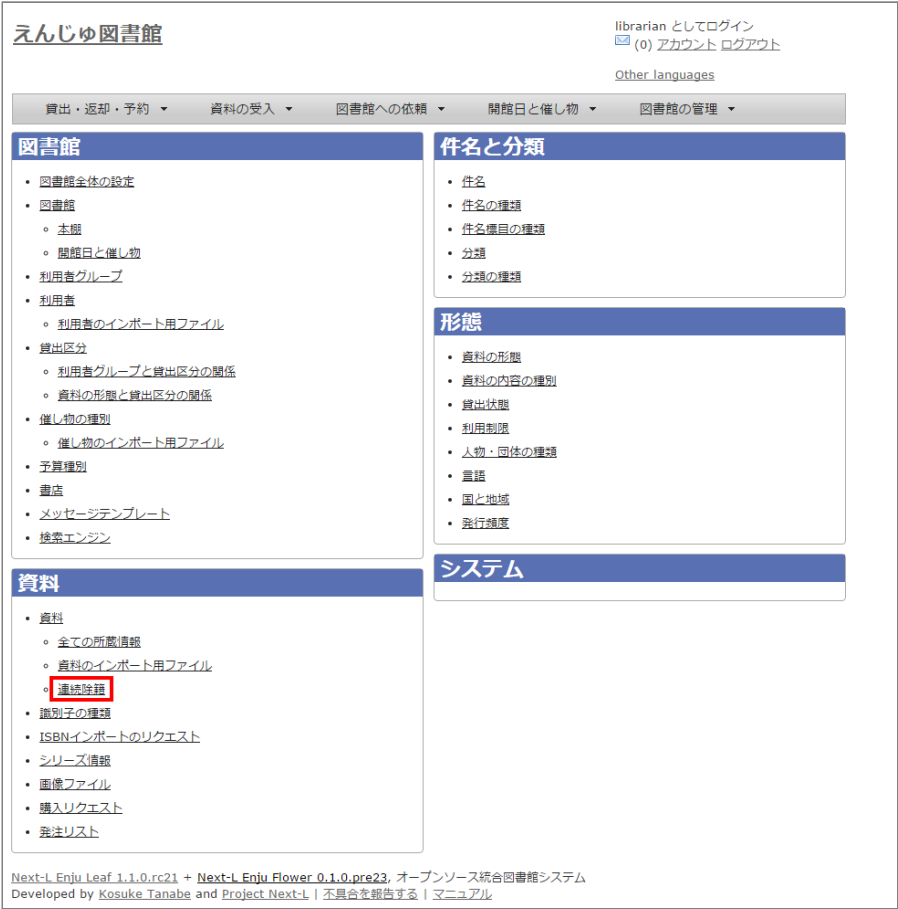 えんじゅ図書館
librarian としてログイン
(0) アカウント ログアウト
Other languages
貸出・返却・予約 ▼ 資料の受入 ▼ 図書館への依頼 ▼ 開館日と催し物 ▼ 図書館の管理 ▼
図書館
図書館全体の設定
図書館
本棚
開館日と催し物
利用者グループ
利用者
利用者のインポート用ファイル
貸出区分
利用者グループと貸出区分の関係
資料の形態と貸出区分の関係
催し物の種別
催し物のインポート用ファイル
予算種別
書店
メッセージテンプレート
検索エンジン
資料
資料
全ての所蔵情報
資料のインポート用ファイル
連続除籍
識別子の種類
ISBNインポートのリクエスト
シリーズ情報
画像ファイル
購入リクエスト
発注リスト
件名と分類
件名
件名の種類
件名標目の種類
分類
分類の種類
形態
資料の形態
資料の内容の種別
貸出状態
利用制限
人物・団体の種類
言語
国と地域
発行頻度
システム
Next-L Enju Leaf 1.1.0.rc21 + Next-L Enju Flower 0.1.0.pre23, オープンソース統合図書館システム
Developed by Kosuke Tanabe and Project Next-L | 不具合を報告する | マニュアル